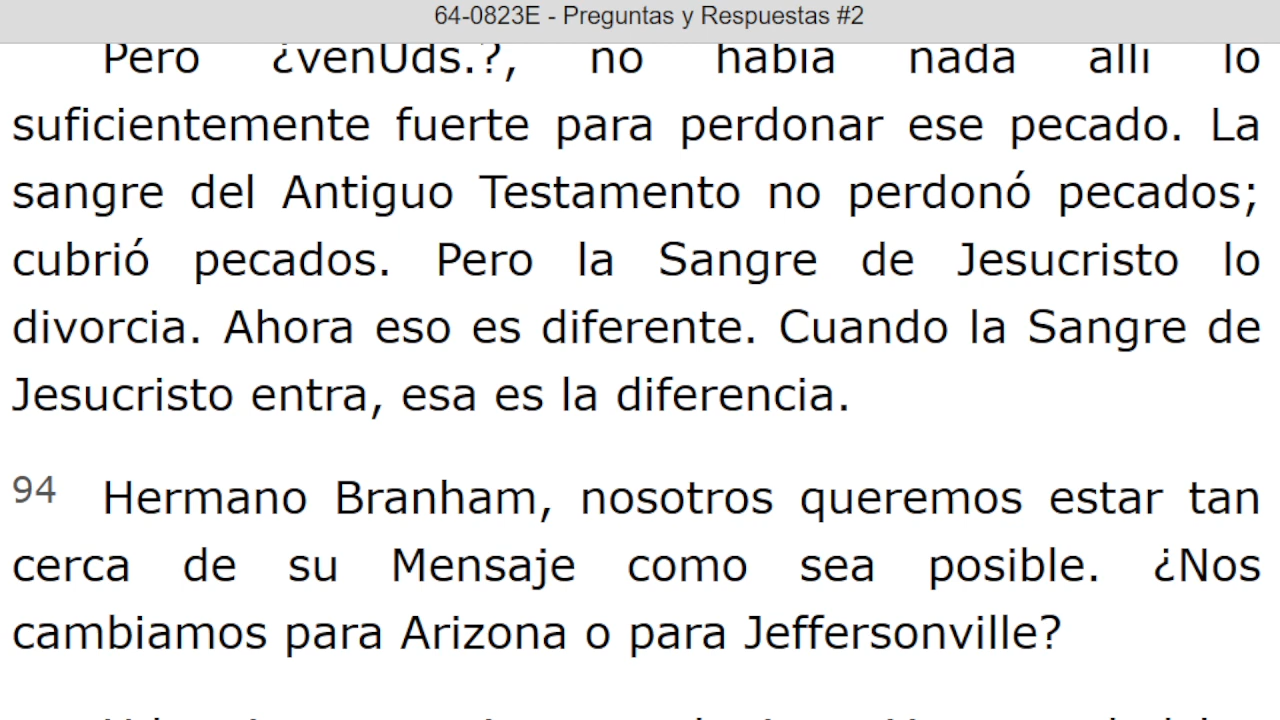 64-0823E - Preguntas y Respuestas #2
Pero ¿venUds.?, no había nada allí lo
suficientemente fuerte para perdonar ese pecado. La
sangre del Antiguo Testamento no perdonó pecados;
cubrió pecados. Pero la Sangre de Jesucristo lo
divorcia. Ahora eso es diferente. Cuando la Sangre de
Jesucristo entra, esa es la diferencia.
94 Hermano Branham, nosotros queremos estar tan
cerca de su Mensaje como sea posible. ¿Nos
cambiamos para Arizona o para Jeffersonville?